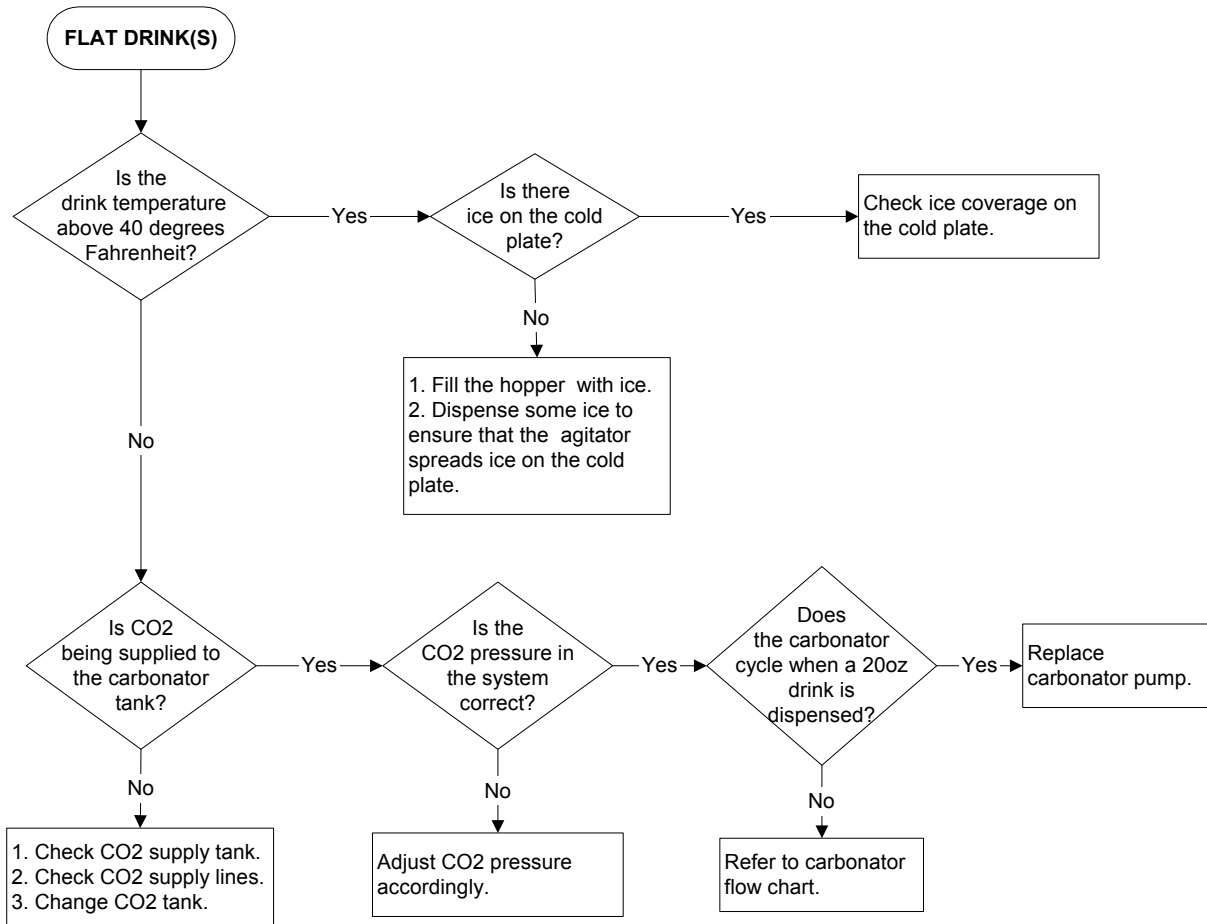 FLAT DRINK(S)
Is the
drink temperature
above 40 degrees
Fahrenheit?
Yes
Is there
ice on the cold
plate?
Yes
Check ice coverage on
the cold plate.
No
1. Fill the hopper with ice.
2. Dispense some ice to
ensure that the agitator
spreads ice on the cold
plate.
No
Is CO2
being supplied to
the carbonator
tank?
Yes
Is the
CO2 pressure in
the system
correct?
Yes
Does
the carbonator
cycle when a 20oz
drink is
dispensed?
Yes
Replace
carbonator pump.
No
1. Check CO2 supply tank.
2. Check CO2 supply lines.
3. Change CO2 tank.
No
Adjust CO2 pressure
accordingly.
No
Refer to carbonator
flow chart.